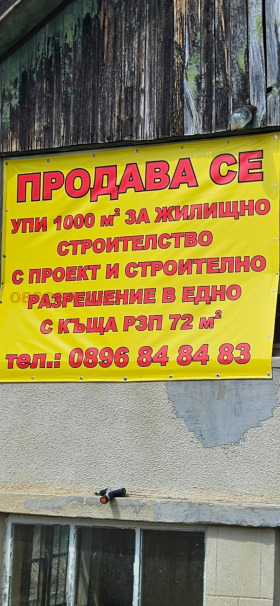 ПРОДАВА СЕ
УПИ 1000 м² ЗА ЖИЛИЩНО
СТРОИТЕЛСТВО
С ПРОЕКТ И СТРОИТЕЛНО
РАЗРЕШЕНИЕ В ЕДНО
С КЪЩА РЗП 72 м²
тел.: 0896 84 84 83